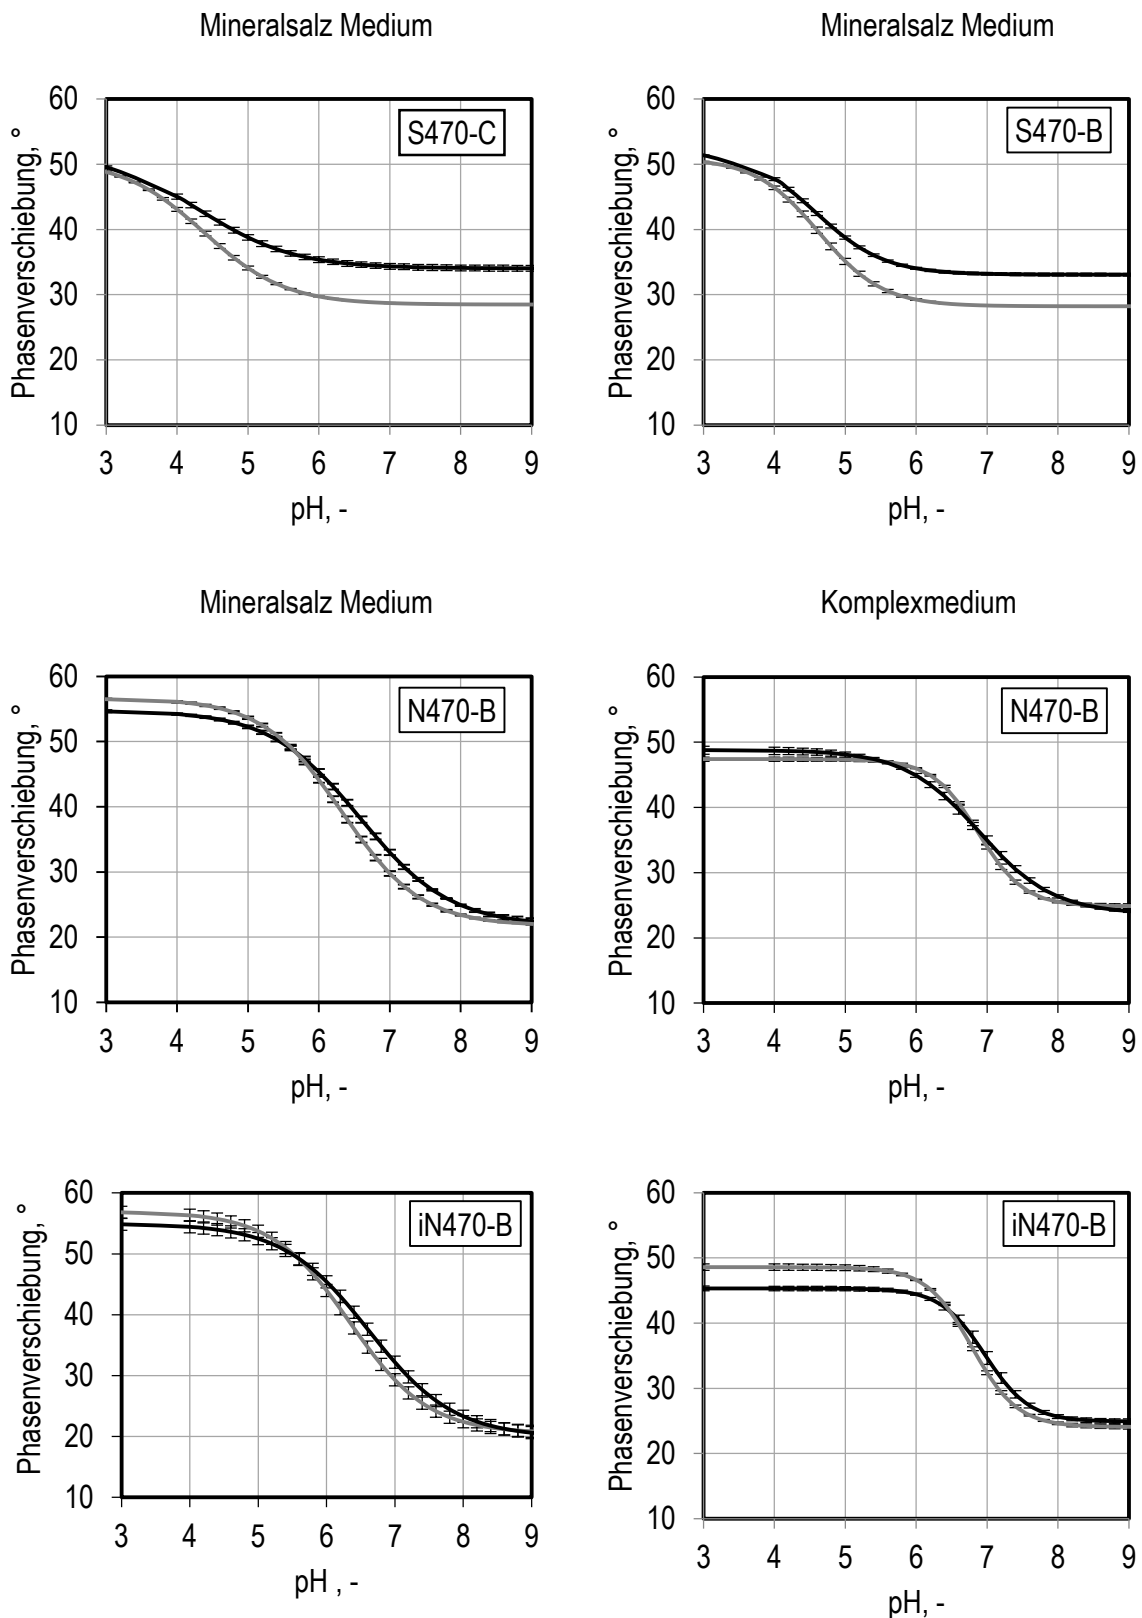 Mineralsalz Medium
Phasenverschiebung, °
60
50
40
30
20
10
S470-C
3 4 5 6 7 8 9
pH, -
Mineralsalz Medium
Phasenverschiebung, °
60
50
40
30
20
10
S470-B
3 4 5 6 7 8 9
pH, -
Mineralsalz Medium
Phasenverschiebung, °
60
50
40
30
20
10
N470-B
3 4 5 6 7 8 9
pH, -
Komplexmedium
Phasenverschiebung, °
60
50
40
30
20
10
N470-B
3 4 5 6 7 8 9
pH, -
Phasenverschiebung, °
60
50
40
30
20
10
iN470-B
3 4 5 6 7 8 9
pH , -
Phasenverschiebung, °
60
50
40
30
20
10
iN470-B
3 4 5 6 7 8 9
pH, -